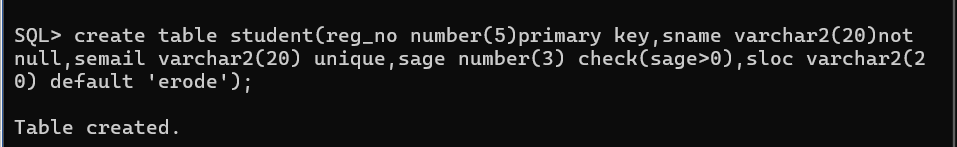 SQL> create table student(reg_no number(5)primary key,sname varchar2(20)not
null,semail varchar2(20) unique,sage number(3) check(sage>0),sloc varchar2(2
0) default 'erode');
Table created.